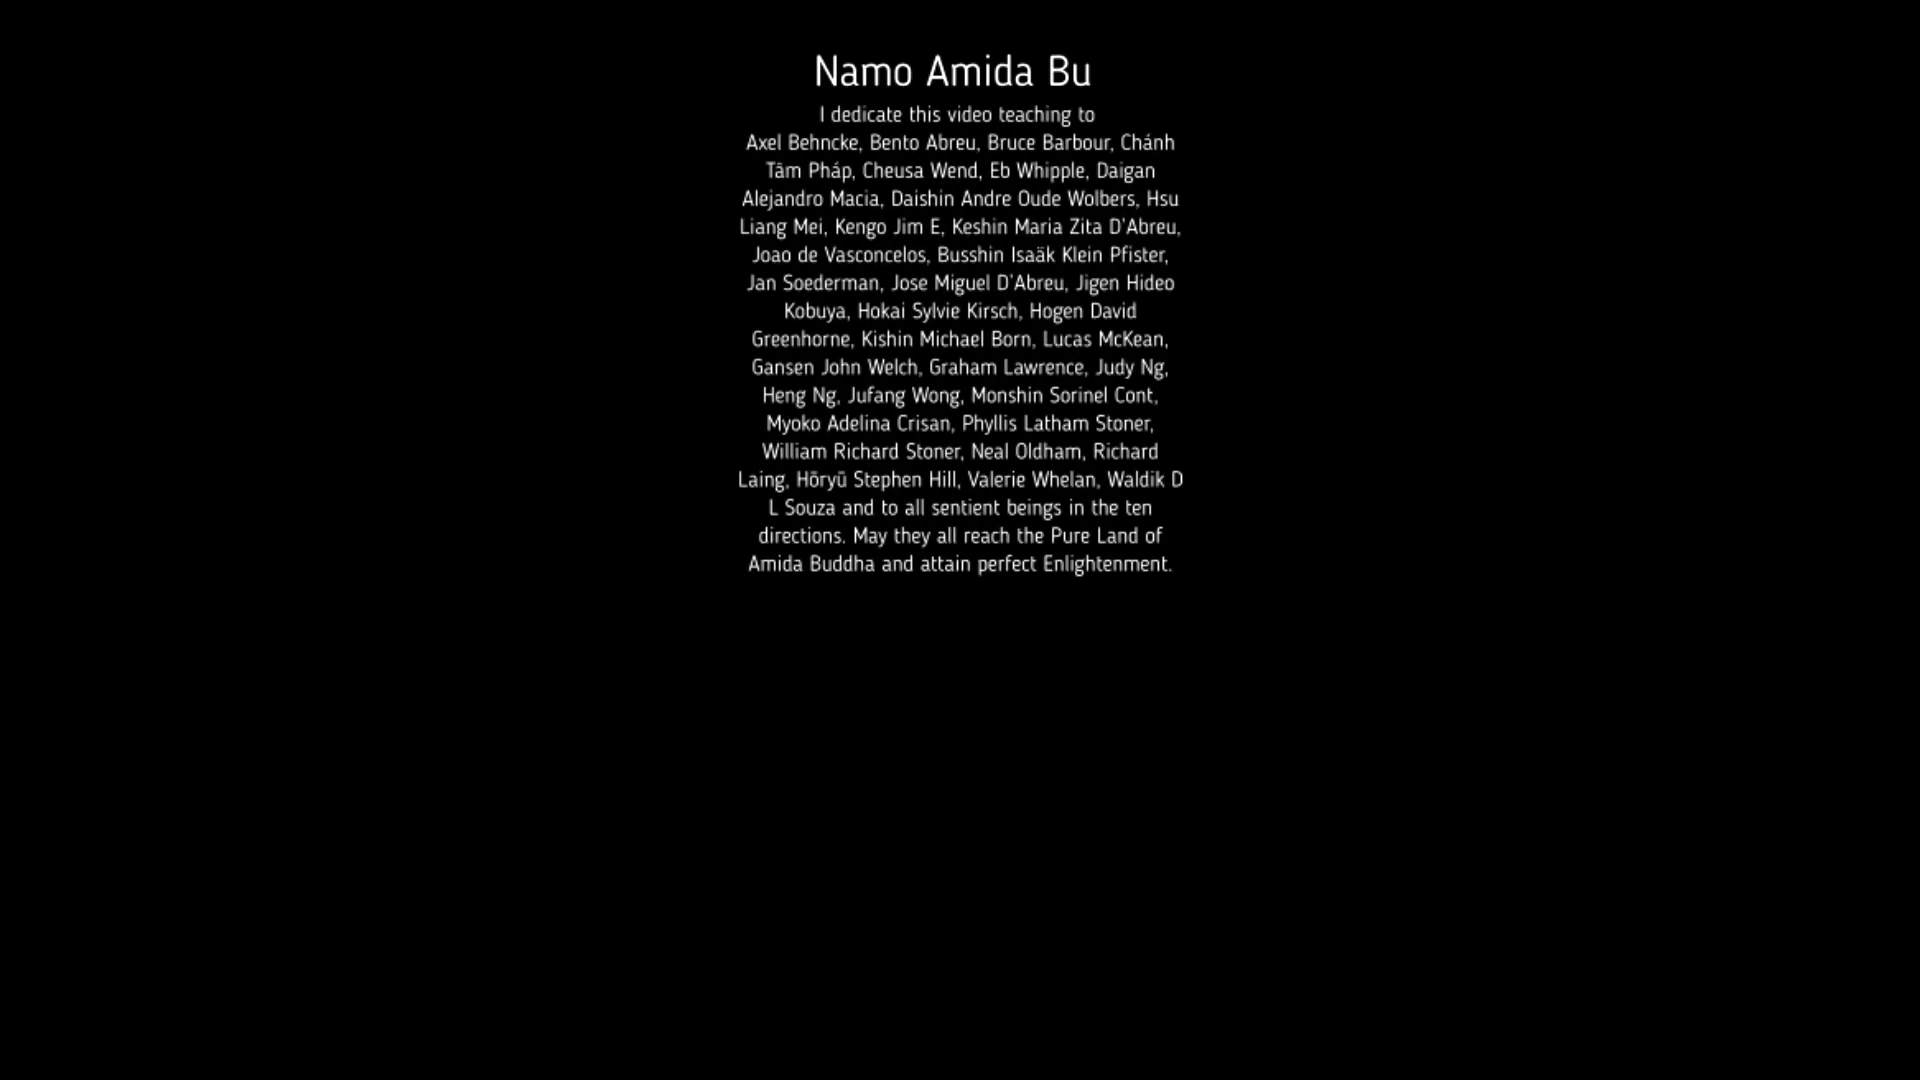 Namo Amida Bu
I dedicate this video teaching to
Axel Behncke, Bento Abreu, Bruce Barbour, Chánh
Tâm Pháp, Cheusa Wend, Eb Whipple, Daigan
Alejandro Macia, Daishin Andre Oude Wolbers, Hsu
Liang Mei, Kengo Jim E, Keshin Maria Zita D'Abreu,
Joao de Vasconcelos, Busshin Isaäk Klein Pfister,
Jan Soederman, Jose Miguel D'Abreu, Jigen Hideo
Kobuya, Hokai Sylvie Kirsch, Hogen David
Greenhorne, Kishin Michael Born, Lucas McKean,
Gansen John Welch, Graham Lawrence, Judy Ng,
Heng Ng, Jufang Wong, Monshin Sorinel Cont,
Myoko Adelina Crisan, Phyllis Latham Stoner,
William Richard Stoner, Neal Oldham, Richard
Laing, Hōryū Stephen Hill, Valerie Whelan, Waldik D
L Souza and to all sentient beings in the ten
directions. May they all reach the Pure Land of
Amida Buddha and attain perfect Enlightenment.